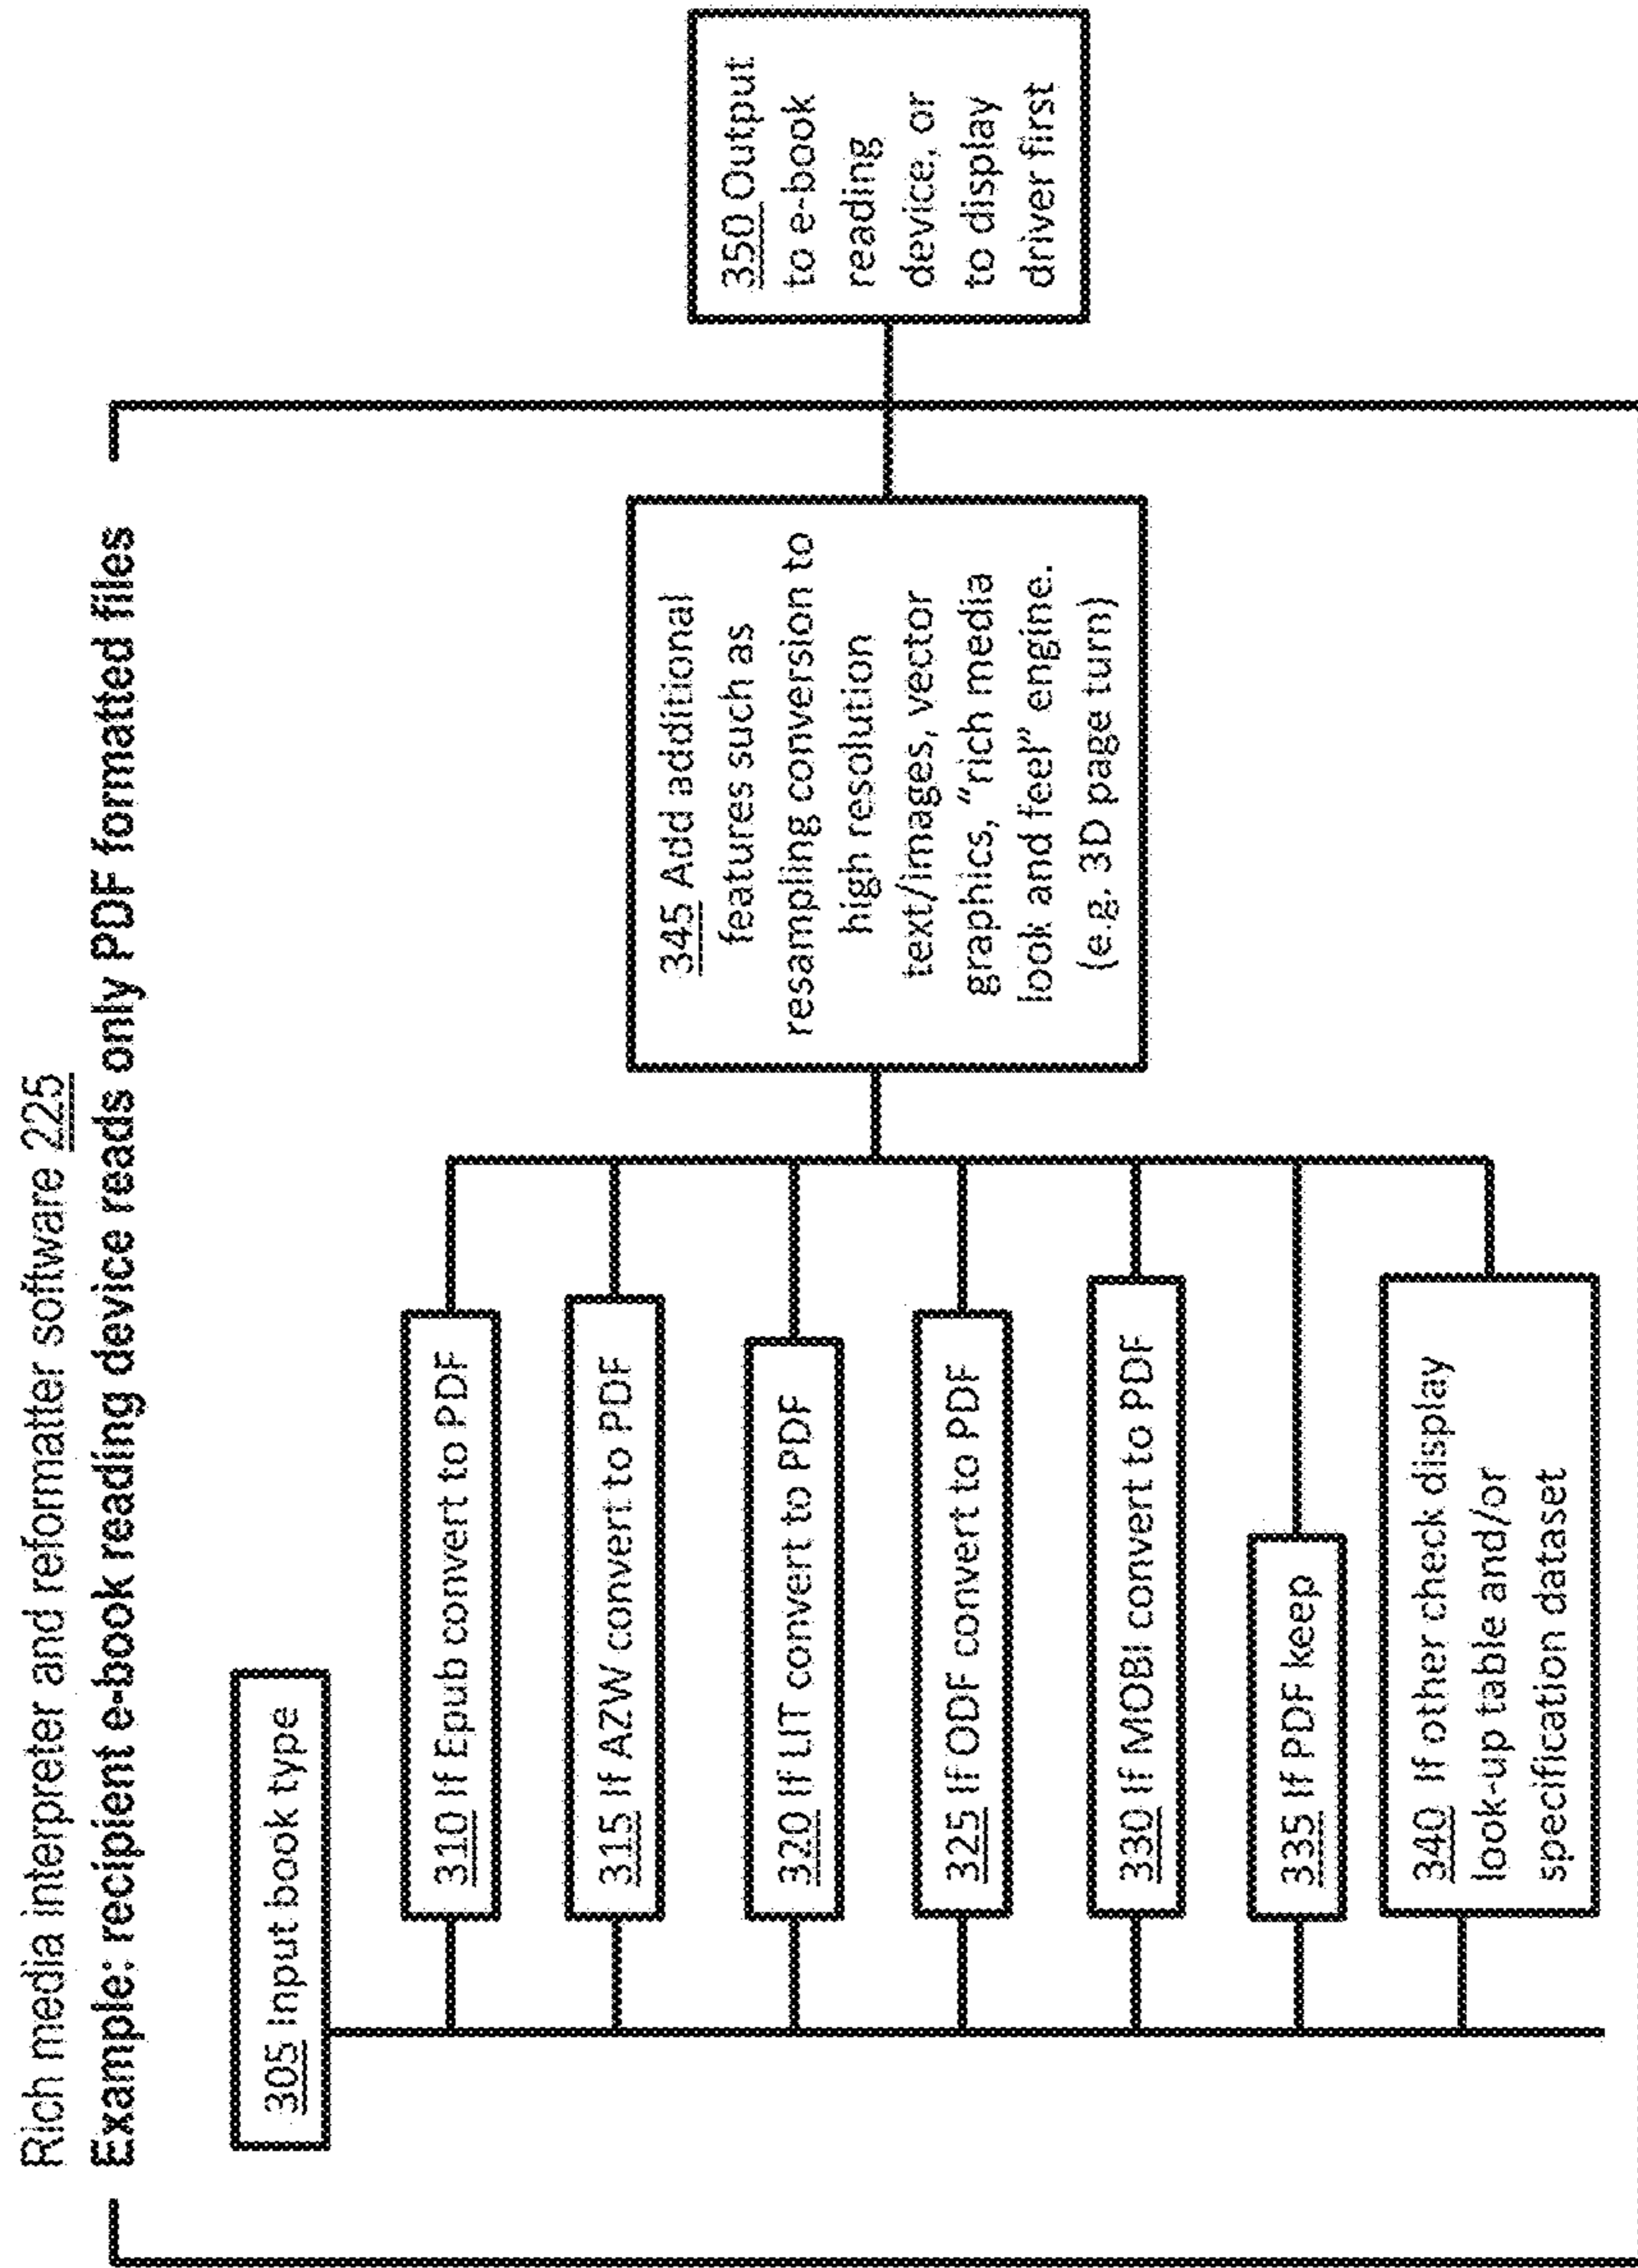 Rich media interpreter and reformatter software 225
Example: recipient e-book reading device reads only PDF formatted files
305 Input book type
310 If Epub convert to PDF
315 If AZW convert to PDF
320 If LIT convert to PDF
325 If ODF convert to PDF
330 If MOBI convert to PDF
335 If PDF keep
340 If other check display
look-up table and/or
specification dataset
345 Add additional
features such as
resampling conversion to
high resolution
text/images, vector
graphics, "rich media
look and feel" engine.
(e.g. 3D page turn)
350 Output
to e-book
reading
device, or
to display
driver first